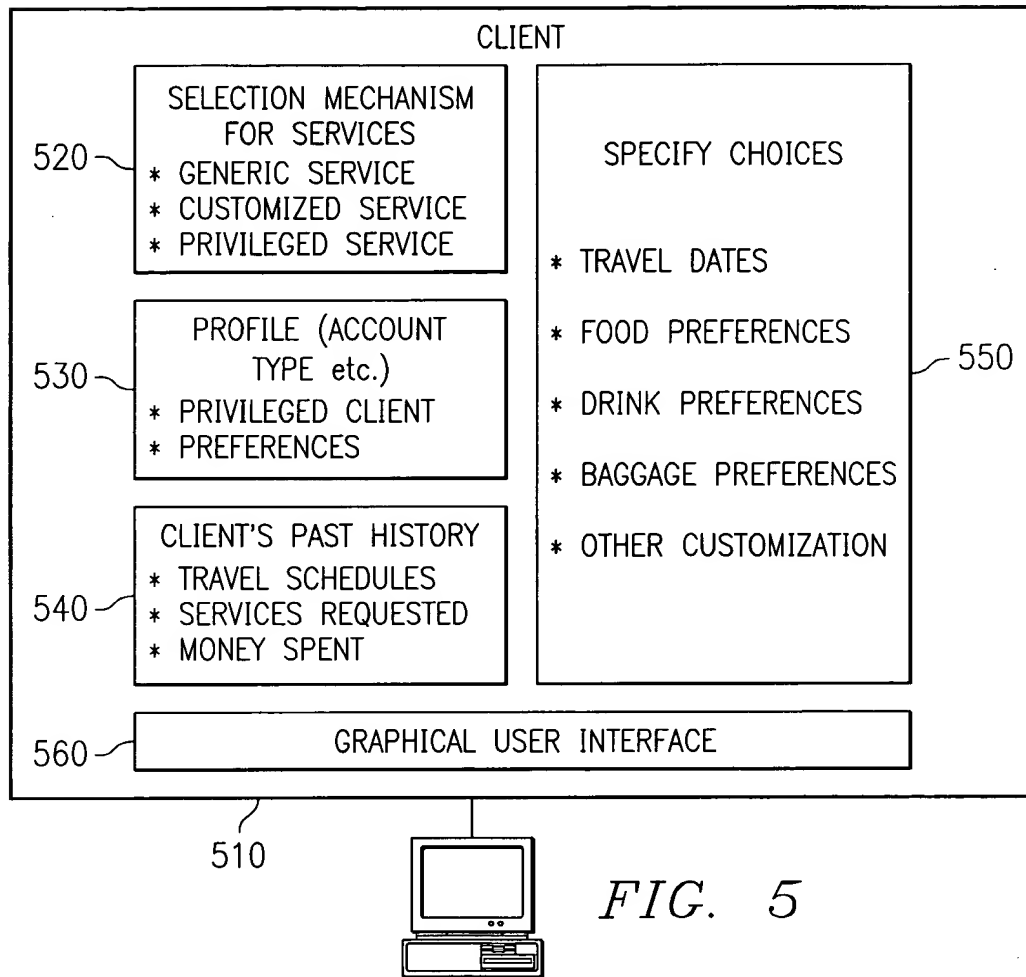 CLIENT
SELECTION MECHANISM
FOR SERVICES
* GENERIC SERVICE
* CUSTOMIZED SERVICE
* PRIVILEGED SERVICE
520
PROFILE (ACCOUNT
TYPE etc.)
* PRIVILEGED CLIENT
* PREFERENCES
530
CLIENT'S PAST HISTORY
* TRAVEL SCHEDULES
* SERVICES REQUESTED
* MONEY SPENT
540
SPECIFY CHOICES
* TRAVEL DATES
* FOOD PREFERENCES
* DRINK PREFERENCES
* BAGGAGE PREFERENCES
* OTHER CUSTOMIZATION
550
GRAPHICAL USER INTERFACE
560
510
FIG. 5